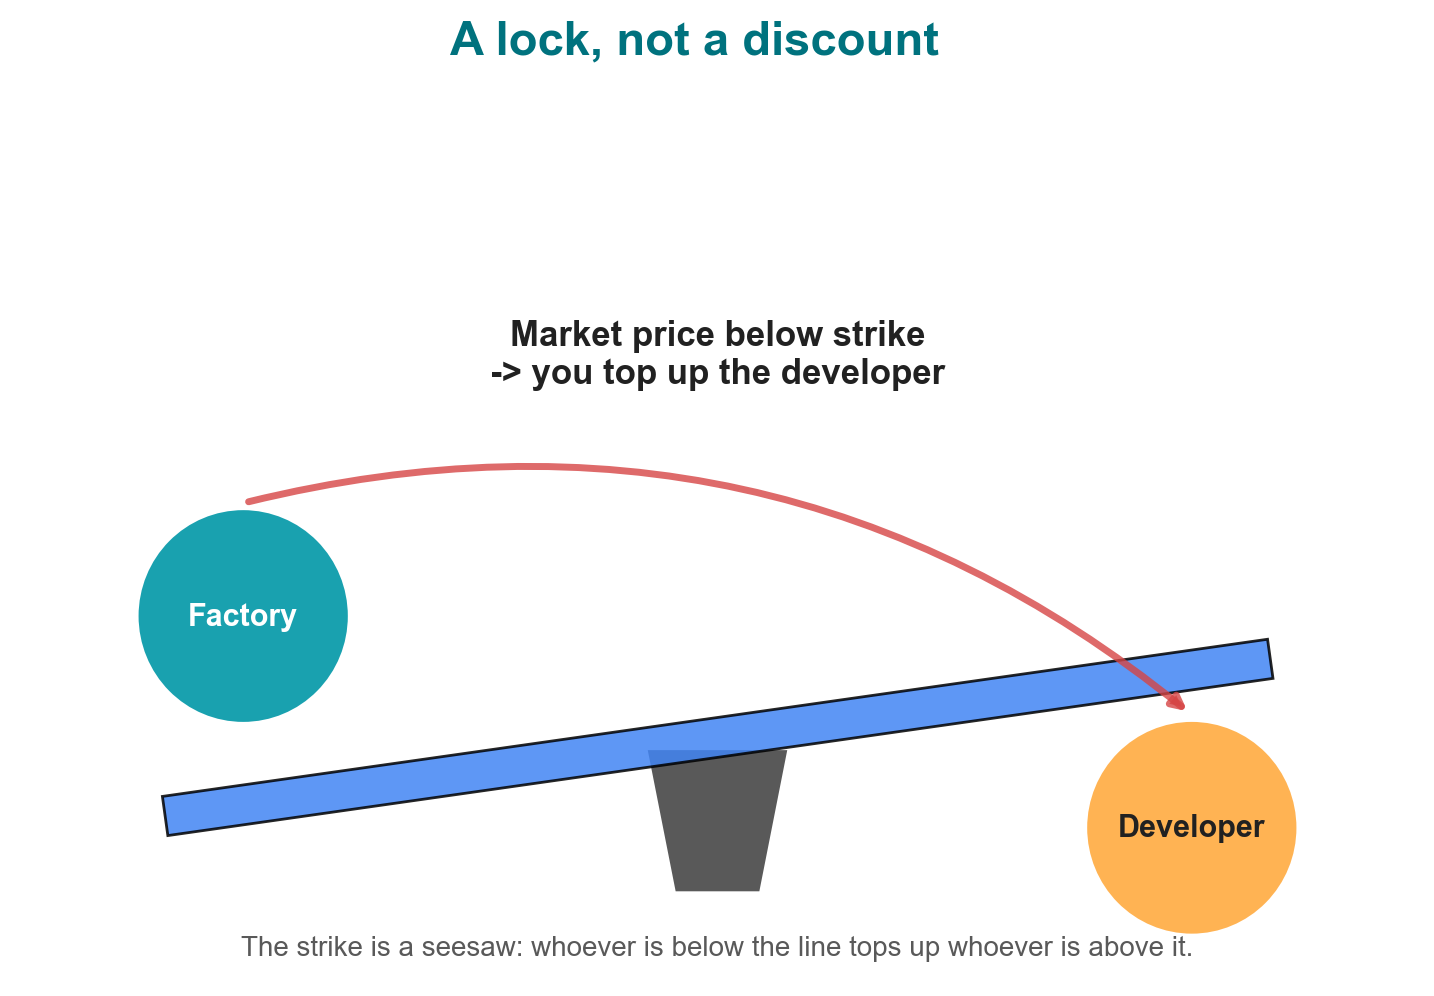 A lock, not a discount
Market price below strike
-> you top up the developer
Factory
Developer
The strike is a seesaw: whoever is below the line tops up whoever is above it.